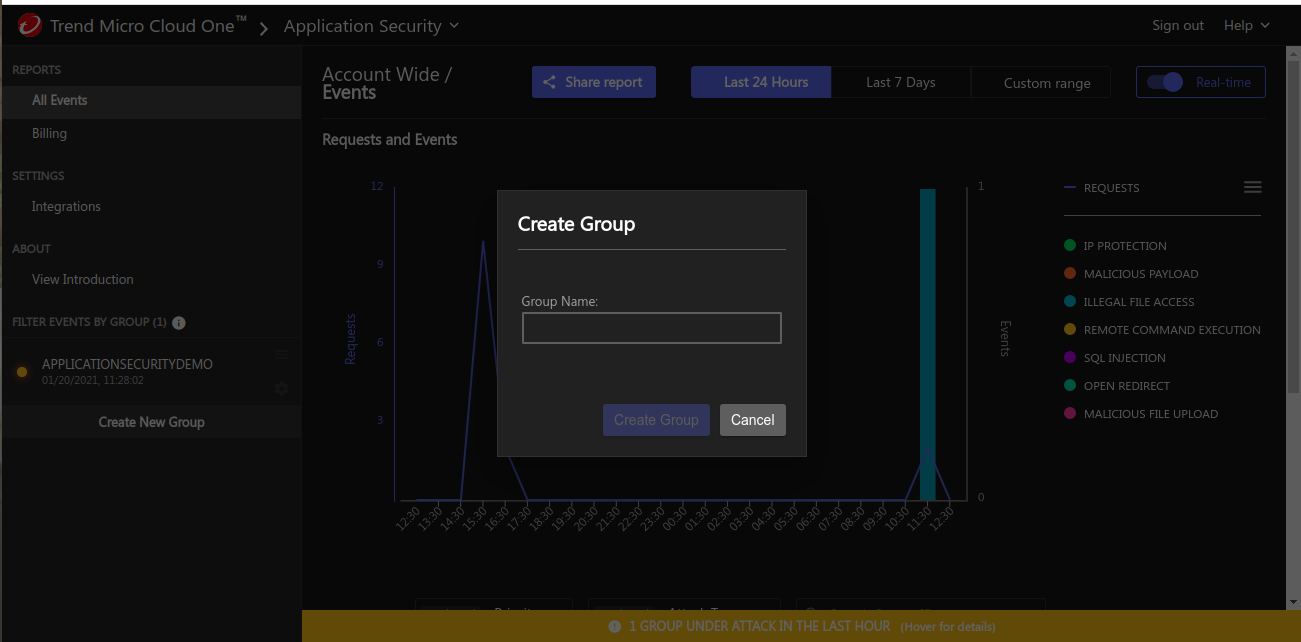 Trend Micro Cloud One™ > Application Security
Sign out Help
REPORTS
All Events
Billing
SETTINGS
Integrations
ABOUT
View Introduction
FILTER EVENTS BY GROUP (1) i
APPLICATIONSECURITYDEMO
01/20/2021, 11:28:02
Create New Group
Account Wide /
Events
Share report
Last 24 Hours Last 7 Days Custom range
Real-time
Requests and Events
12
9
6
3
Requests
1
0
Events
12:30 13:30 14:30 15:30 16:30 17:30 18:30 19:30 20:30 21:30 22:30 23:30 00:30 01:30 02:30 03:30 04:30 05:30 06:30 07:30 08:30 09:30 10:30 11:30 12:30
REQUESTS
IP PROTECTION
MALICIOUS PAYLOAD
ILLEGAL FILE ACCESS
REMOTE COMMAND EXECUTION
SQL INJECTION
OPEN REDIRECT
MALICIOUS FILE UPLOAD
Create Group
Group Name:
Create Group Cancel
! 1 GROUP UNDER ATTACK IN THE LAST HOUR (Hover for details)